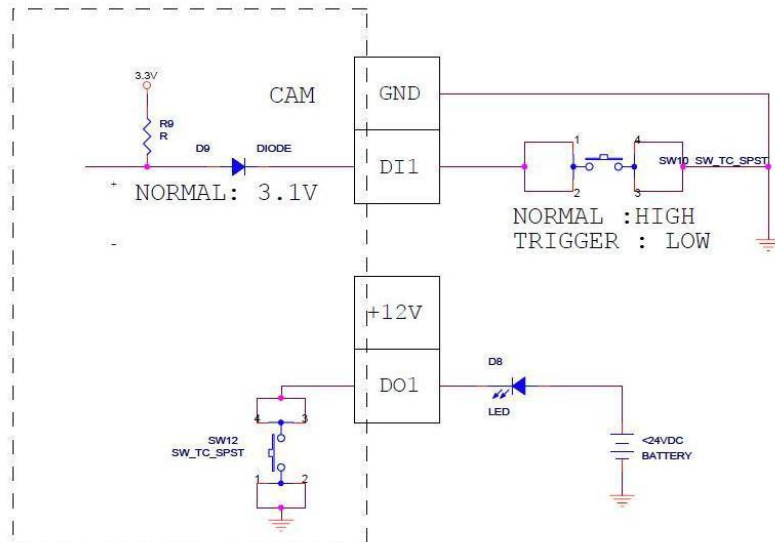 3.3V
R9
R
CAM
D9
DIODE
+
NORMAL: 3.1V
-
GND
DI1
1
4
2
3
SW10 SW_TC_SPST
NORMAL :HIGH
TRIGGER : LOW
+12V
DO1
D8
LED
<24VDC
BATTERY
4
3
SW12
SW_TC_SPST
1
2